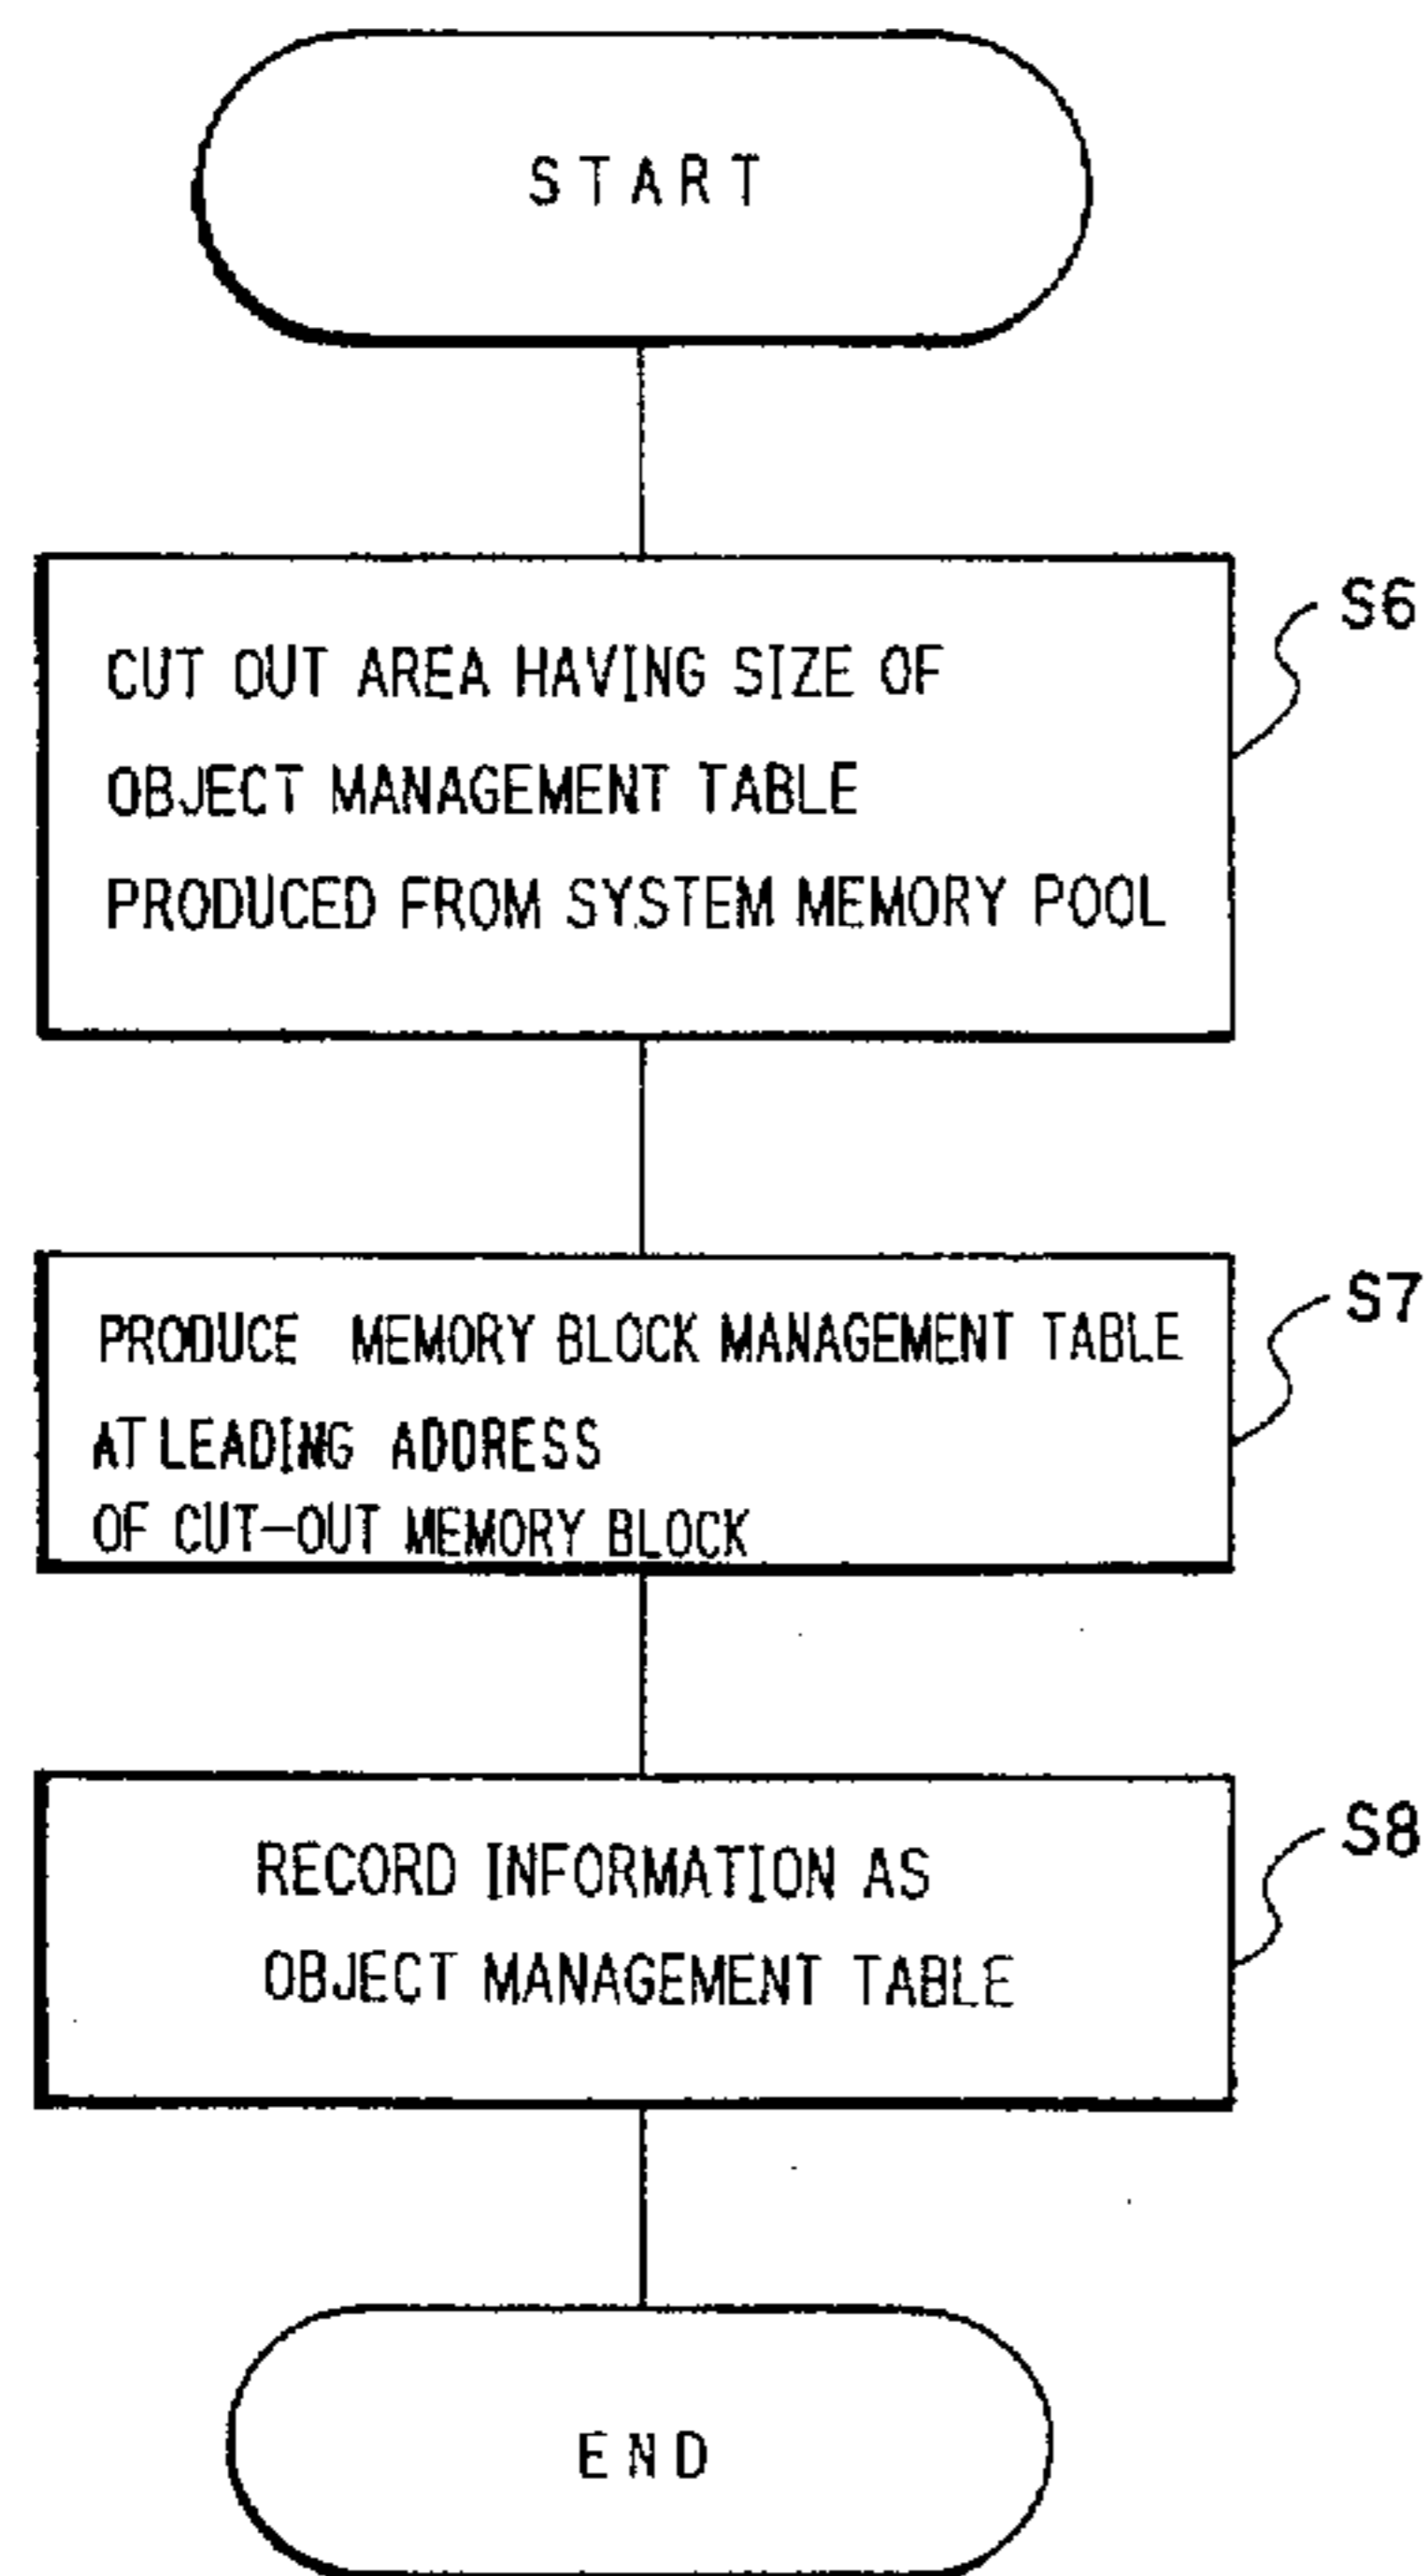 START
CUT OUT AREA HAVING SIZE OF
OBJECT MANAGEMENT TABLE
PRODUCED FROM SYSTEM MEMORY POOL
S6
PRODUCE MEMORY BLOCK MANAGEMENT TABLE
AT LEADING ADDRESS
OF CUT-OUT MEMORY BLOCK
S7
RECORD INFORMATION AS
OBJECT MANAGEMENT TABLE
S8
END